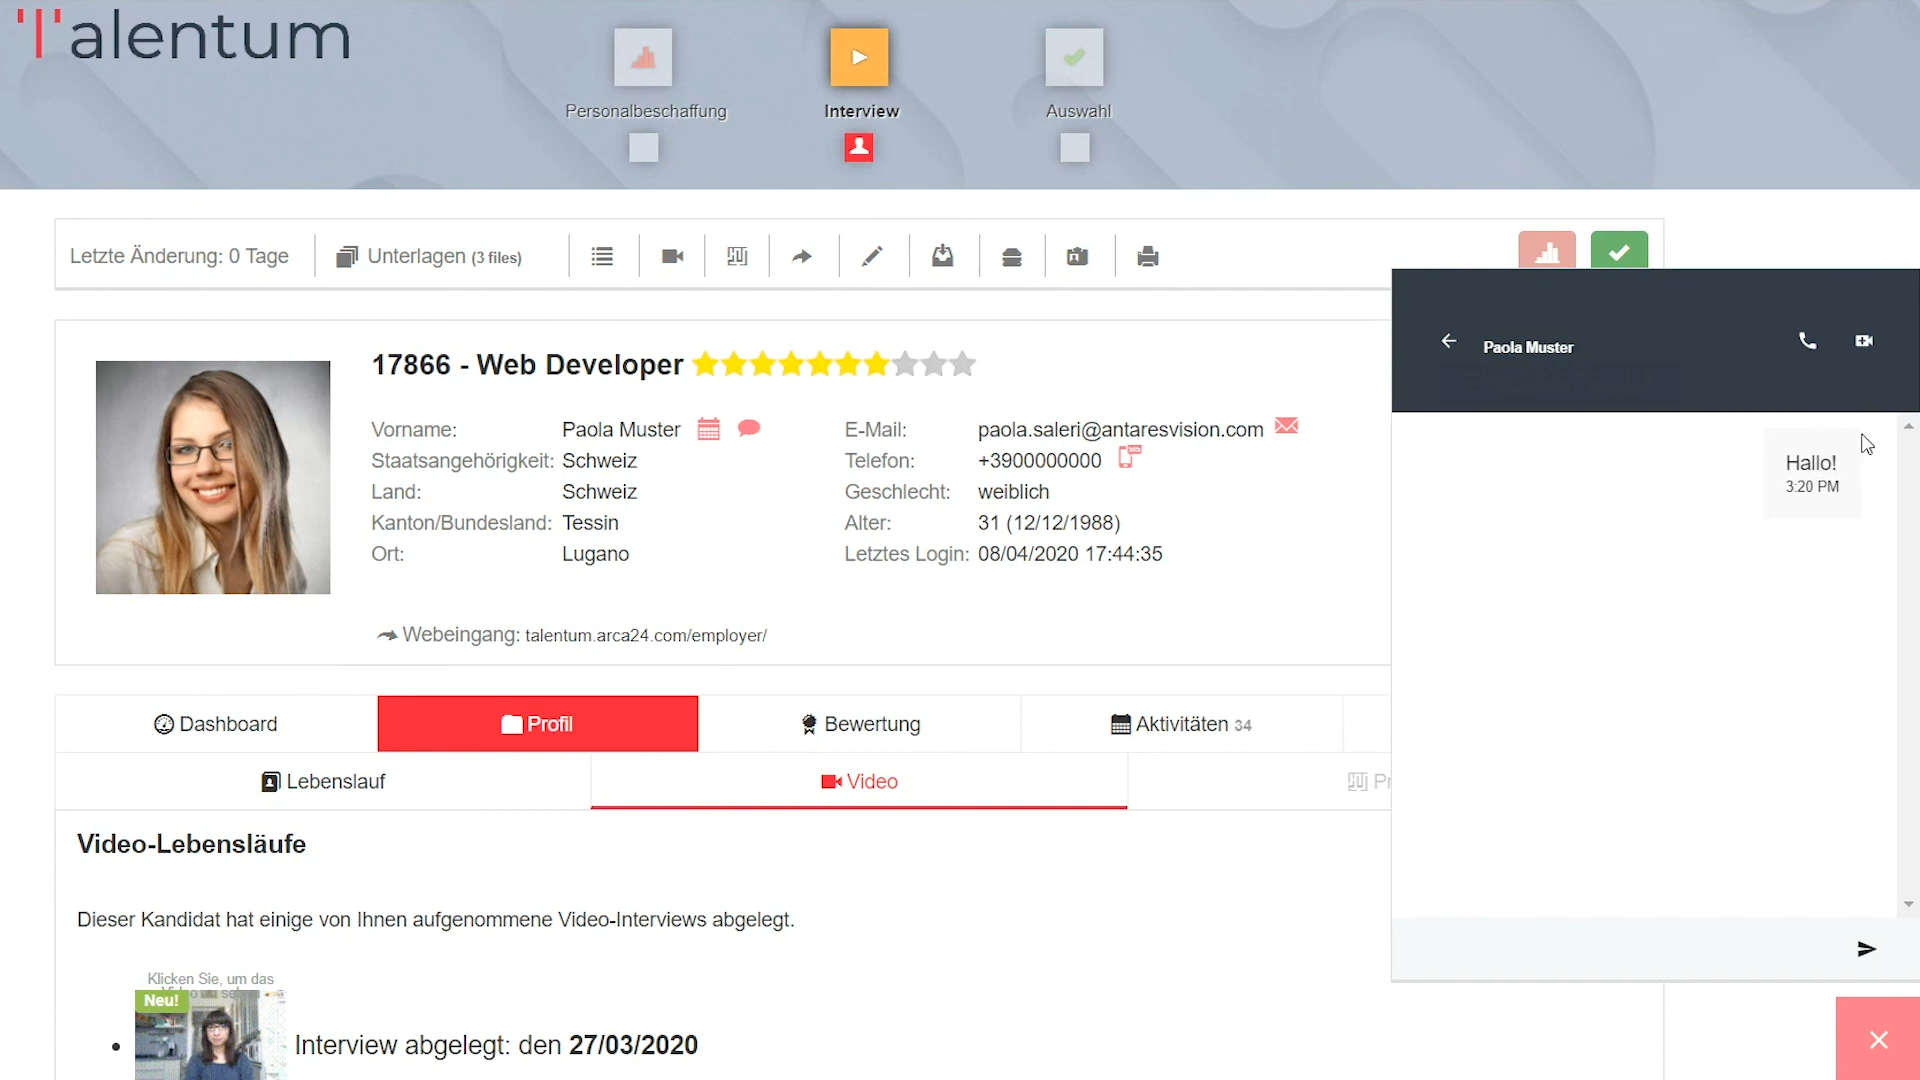 Talentum
Personalbeschaffung
Interview
Auswahl
Letzte Änderung: 0 Tage
Unterlagen (3 files)
17866 - Web Developer
Vorname: Paola Muster
Staatsangehörigkeit: Schweiz
Land: Schweiz
Kanton/Bundesland: Tessin
Ort: Lugano
E-Mail: paola.saleri@antaresvision.com
Telefon: +3900000000
Geschlecht: weiblich
Alter: 31 (12/12/1988)
Letztes Login: 08/04/2020 17:44:35
Webeingang: talentum.arca24.com/employer/
Paola Muster
Hallo!
3:20 PM
Dashboard
Profil
Bewertung
Aktivitäten 34
Lebenslauf
Video
Video-Lebensläufe
Dieser Kandidat hat einige von Ihnen aufgenommene Video-Interviews abgelegt.
Klicken Sie, um das
Neu!
Interview abgelegt: den 27/03/2020